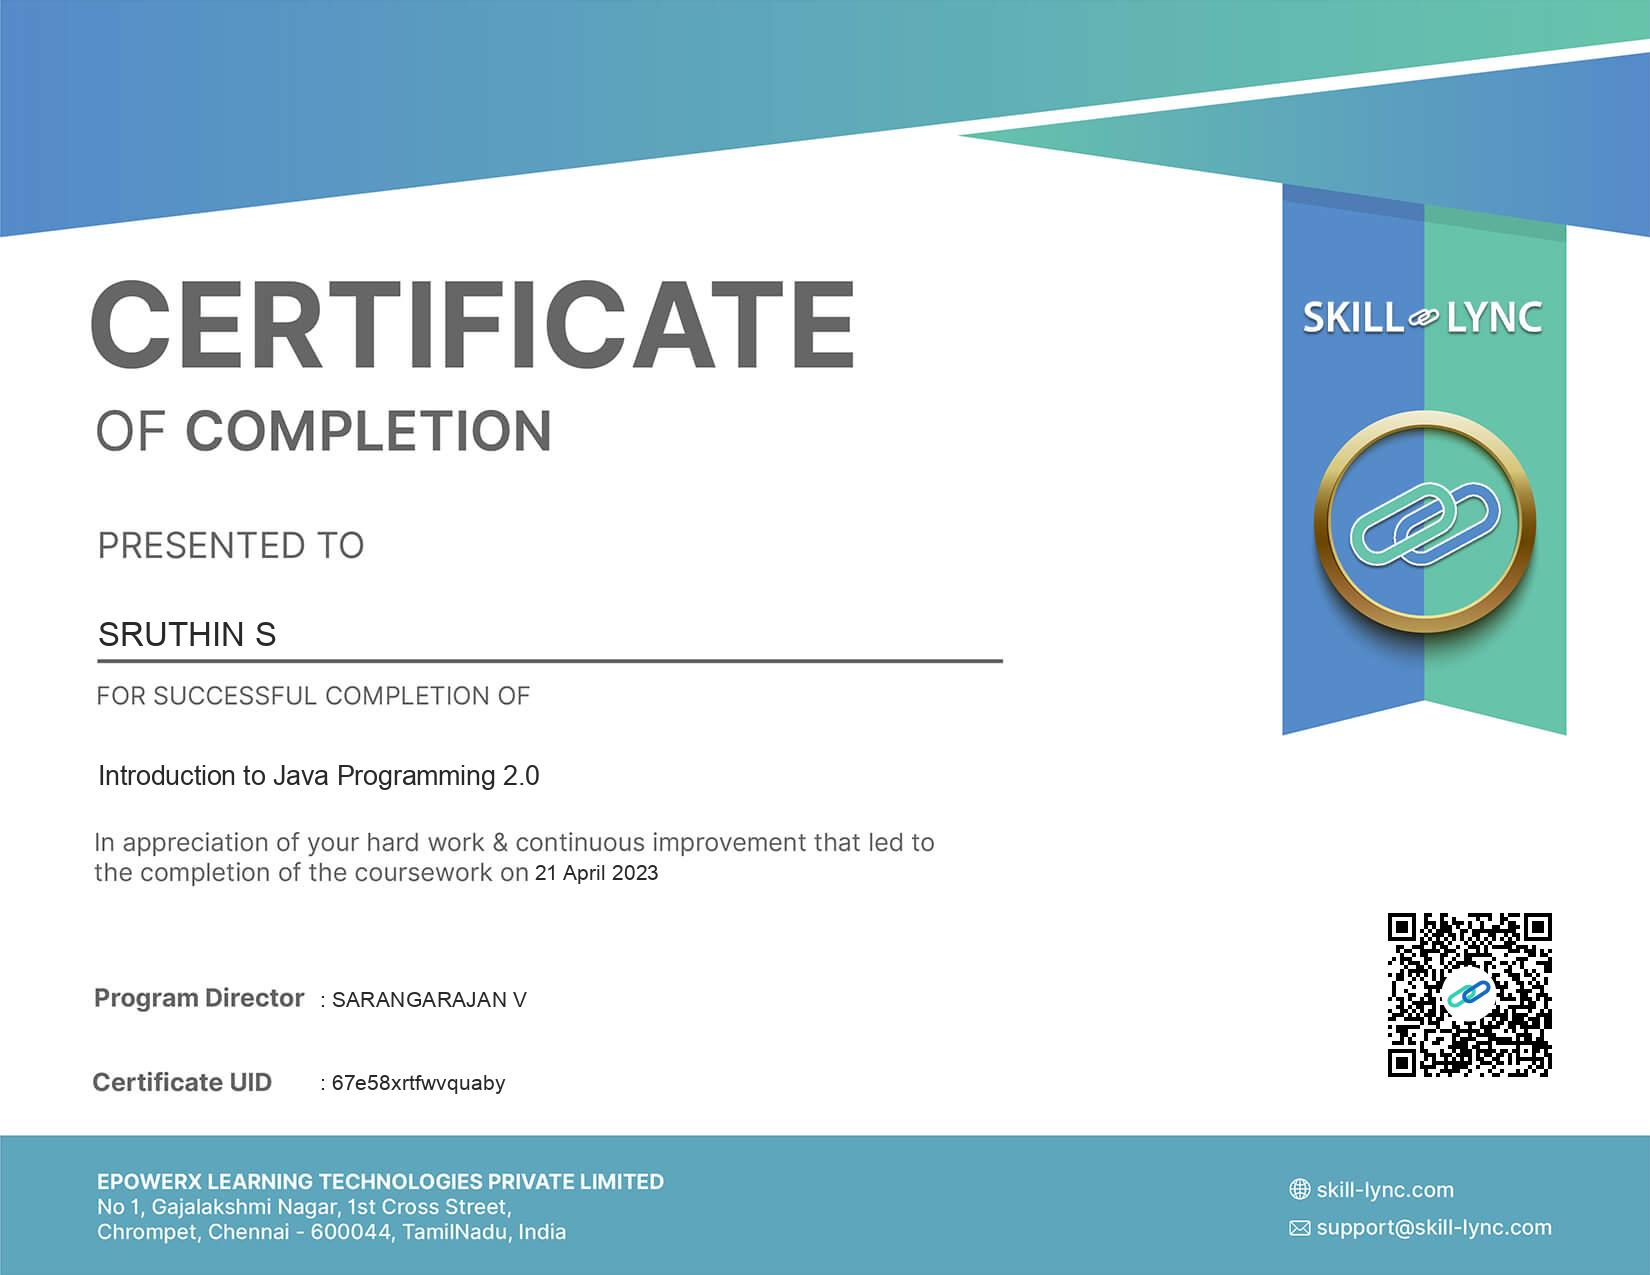 CERTIFICATE
OF COMPLETION
SKILL LYNC
PRESENTED TO
SRUTHIN S
FOR SUCCESSFUL COMPLETION OF
Introduction to Java Programming 2.0
In appreciation of your hard work & continuous improvement that led to
the completion of the coursework on 21 April 2023
Program Director : SARANGARAJAN V
Certificate UID : 67e58xrtfwvquaby
EPOWERX LEARNING TECHNOLOGIES PRIVATE LIMITED
No 1, Gajalakshmi Nagar, 1st Cross Street,
Chrompet, Chennai - 600044, TamilNadu, India
skill-lync.com
support@skill-lync.com